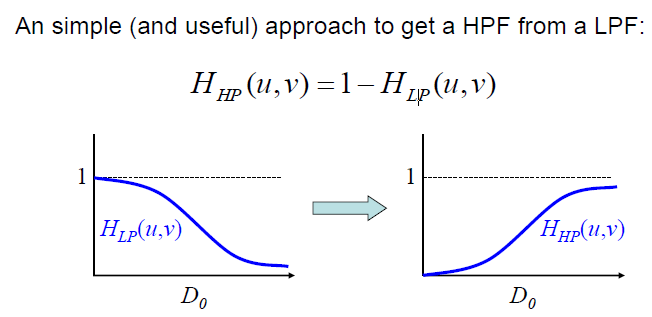 An simple (and useful) approach to get a HPF from a LPF:
H_HP(u,v) = 1 − H_LP(u,v)
1
H_LP(u,v)
D_0
1
H_HP(u,v)
D_0